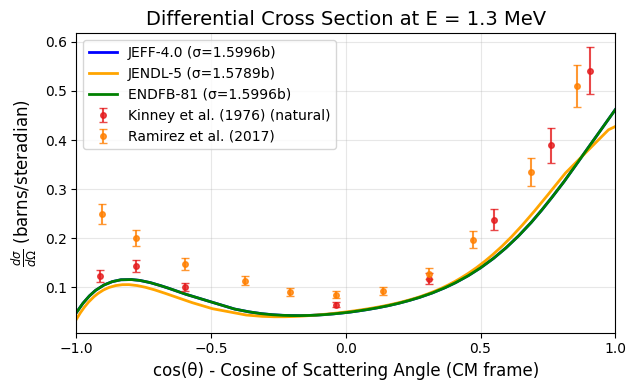 Differential Cross Section at E = 1.3 MeV
JEFF-4.0 (σ=1.5996b)
JENDL-5 (σ=1.5789b)
ENDFB-81 (σ=1.5996b)
Kinney et al. (1976) (natural)
Ramirez et al. (2017)
dσ/dΩ (barns/steradian)
0.6
0.5
0.4
0.3
0.2
0.1
−1.0 −0.5 0.0 0.5 1.0
cos(θ) - Cosine of Scattering Angle (CM frame)